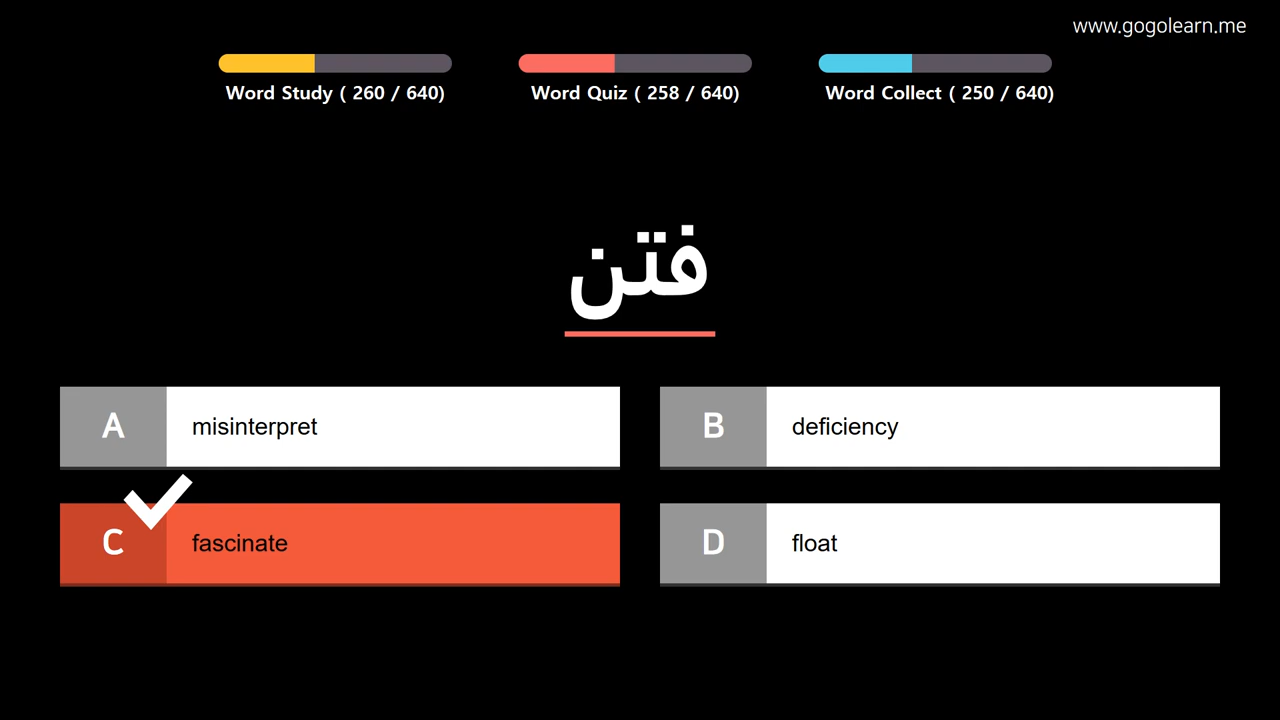 www.gogolearn.me
Word Study ( 260 / 640)
Word Quiz ( 258 / 640)
Word Collect ( 250 / 640)
فتن
A misinterpret
B deficiency
C fascinate
D float